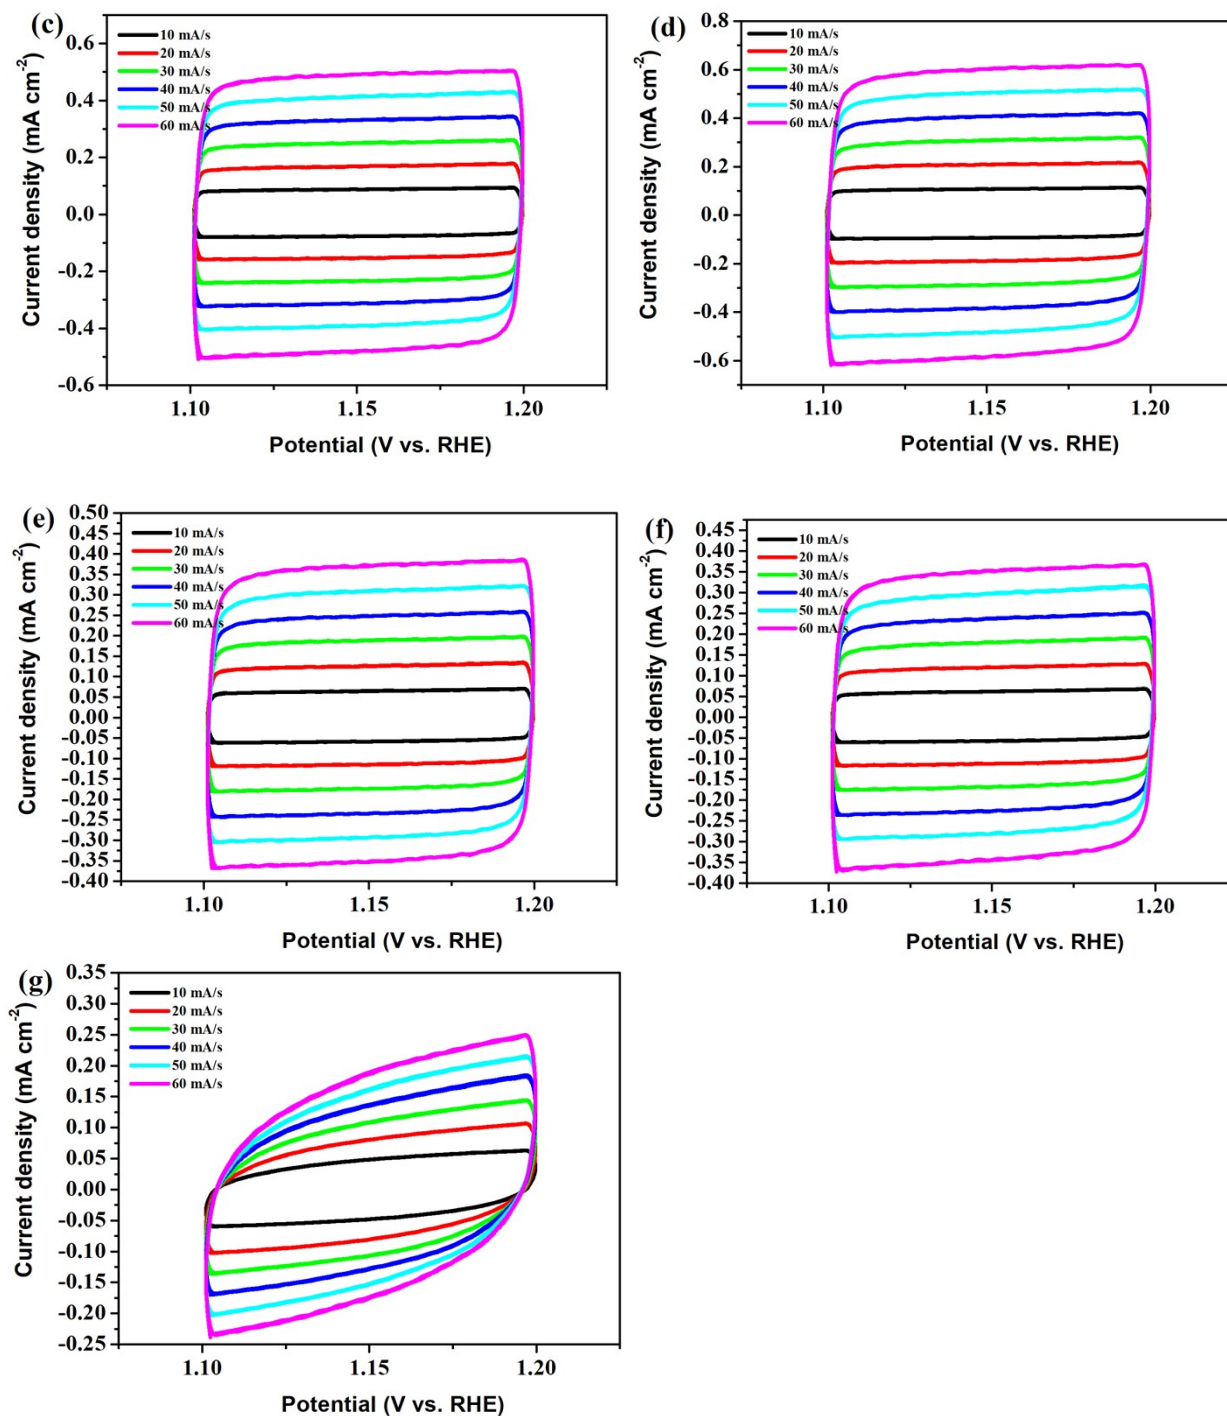 (c)
10 mA/s
20 mA/s
30 mA/s
40 mA/s
50 mA/s
60 mA/s
0.6
0.4
0.2
0.0
-0.2
-0.4
-0.6
Current density (mA cm-2)
1.10
1.15
1.20
Potential (V vs. RHE)
(d)
10 mA/s
20 mA/s
30 mA/s
40 mA/s
50 mA/s
60 mA/s
0.8
0.6
0.4
0.2
0.0
-0.2
-0.4
-0.6
Current density (mA cm-2)
1.10
1.15
1.20
Potential (V vs. RHE)
(e)
10 mA/s
20 mA/s
30 mA/s
40 mA/s
50 mA/s
60 mA/s
0.50
0.45
0.40
0.35
0.30
0.25
0.20
0.15
0.10
0.05
0.00
-0.05
-0.10
-0.15
-0.20
-0.25
-0.30
-0.35
-0.40
Current density (mA cm-2)
1.10
1.15
1.20
Potential (V vs. RHE)
(f)
10 mA/s
20 mA/s
30 mA/s
40 mA/s
50 mA/s
60 mA/s
0.45
0.40
0.35
0.30
0.25
0.20
0.15
0.10
0.05
0.00
-0.05
-0.10
-0.15
-0.20
-0.25
-0.30
-0.35
-0.40
Current density (mA cm-2)
1.10
1.15
1.20
Potential (V vs. RHE)
(g)
10 mA/s
20 mA/s
30 mA/s
40 mA/s
50 mA/s
60 mA/s
0.35
0.30
0.25
0.20
0.15
0.10
0.05
0.00
-0.05
-0.10
-0.15
-0.20
-0.25
Current density (mA cm-2)
1.10
1.15
1.20
Potential (V vs. RHE)